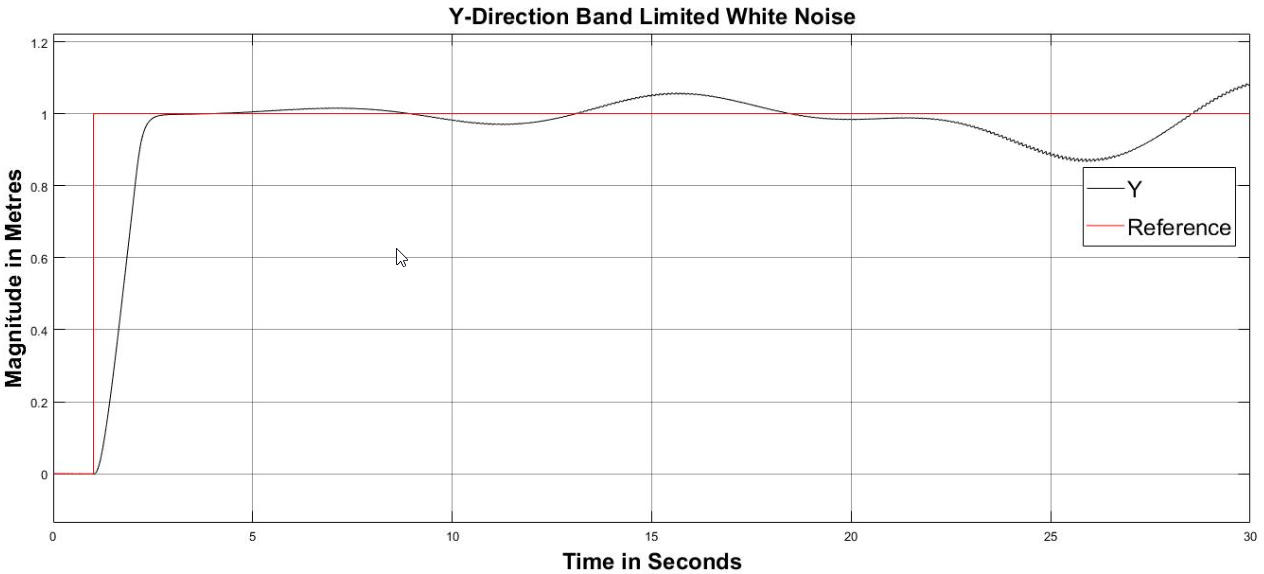 Y-Direction Band Limited White Noise
1.2
1
0.8
0.6
0.4
0.2
0
Magnitude in Metres
Y
Reference
0 5 10 15 20 25 30
Time in Seconds